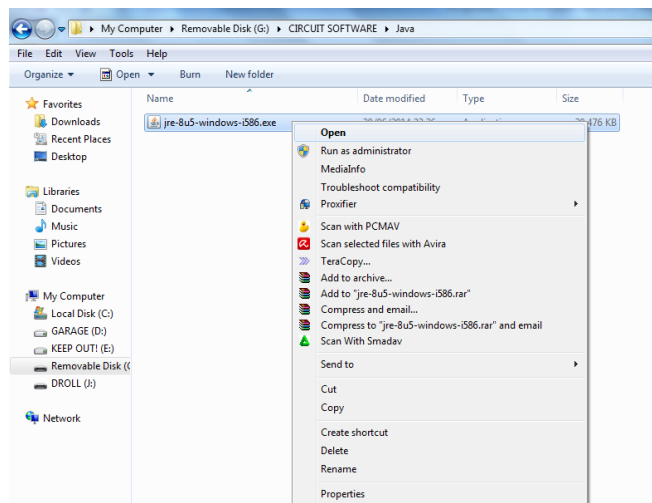 My Computer ▸ Removable Disk (G:) ▸ CIRCUIT SOFTWARE ▸ Java
File Edit View Tools Help
Organize Open Burn New folder
Favorites
Downloads
Recent Places
Desktop
Libraries
Documents
Music
Pictures
Videos
My Computer
Local Disk (C:)
GARAGE (D:)
KEEP OUT! (E:)
Removable Disk (
DROLL (J:)
Network
Name Date modified Type Size
jre-8u5-windows-i586.exe 476 KB
Open
Run as administrator
MediaInfo
Troubleshoot compatibility
Proxifier
Scan with PCMAV
Scan selected files with Avira
TeraCopy...
Add to archive...
Add to "jre-8u5-windows-i586.rar"
Compress and email...
Compress to "jre-8u5-windows-i586.rar" and email
Scan With Smadav
Send to
Cut
Copy
Create shortcut
Delete
Rename
Properties